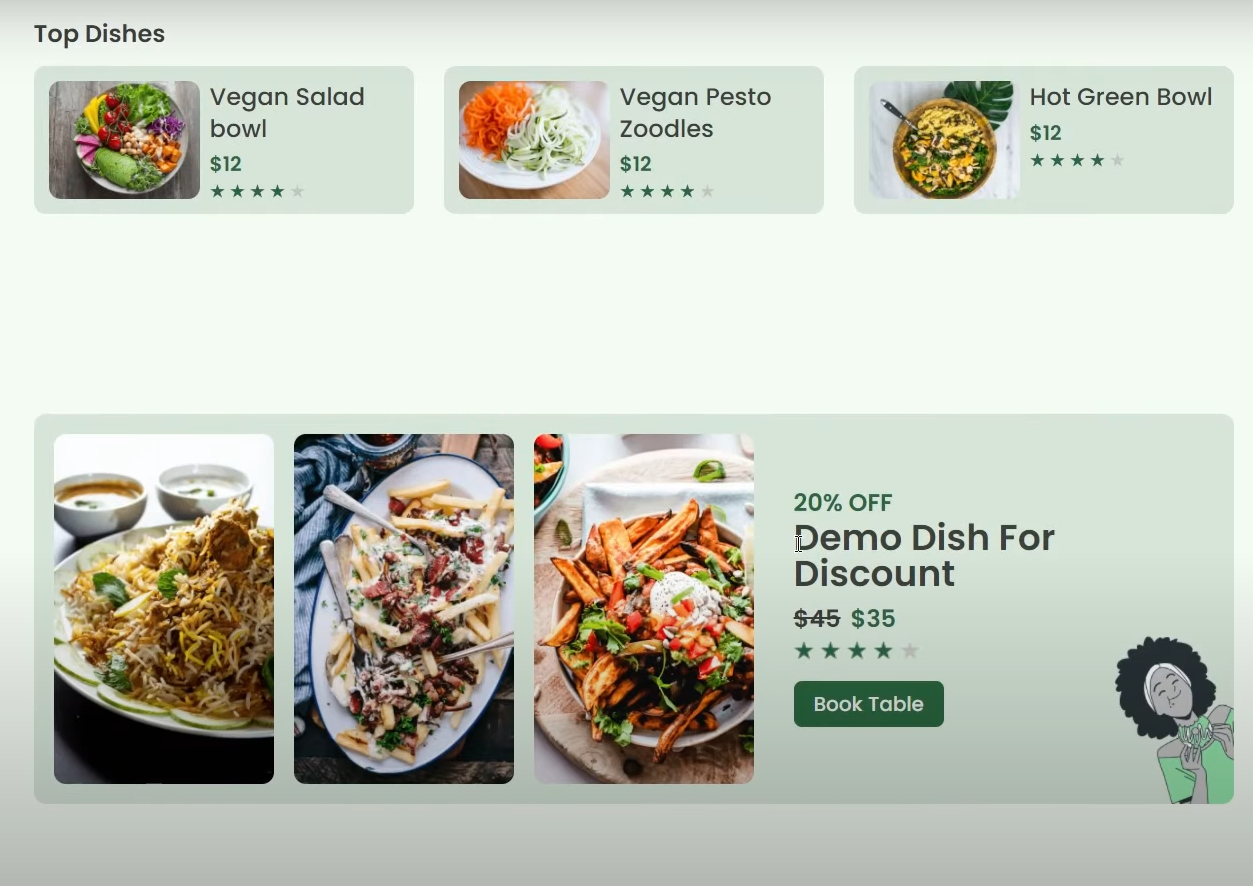 Top Dishes
Vegan Salad
bowl
$12
Vegan Pesto
Zoodles
$12
Hot Green Bowl
$12
20% OFF
Demo Dish For
Discount
$45 $35
Book Table